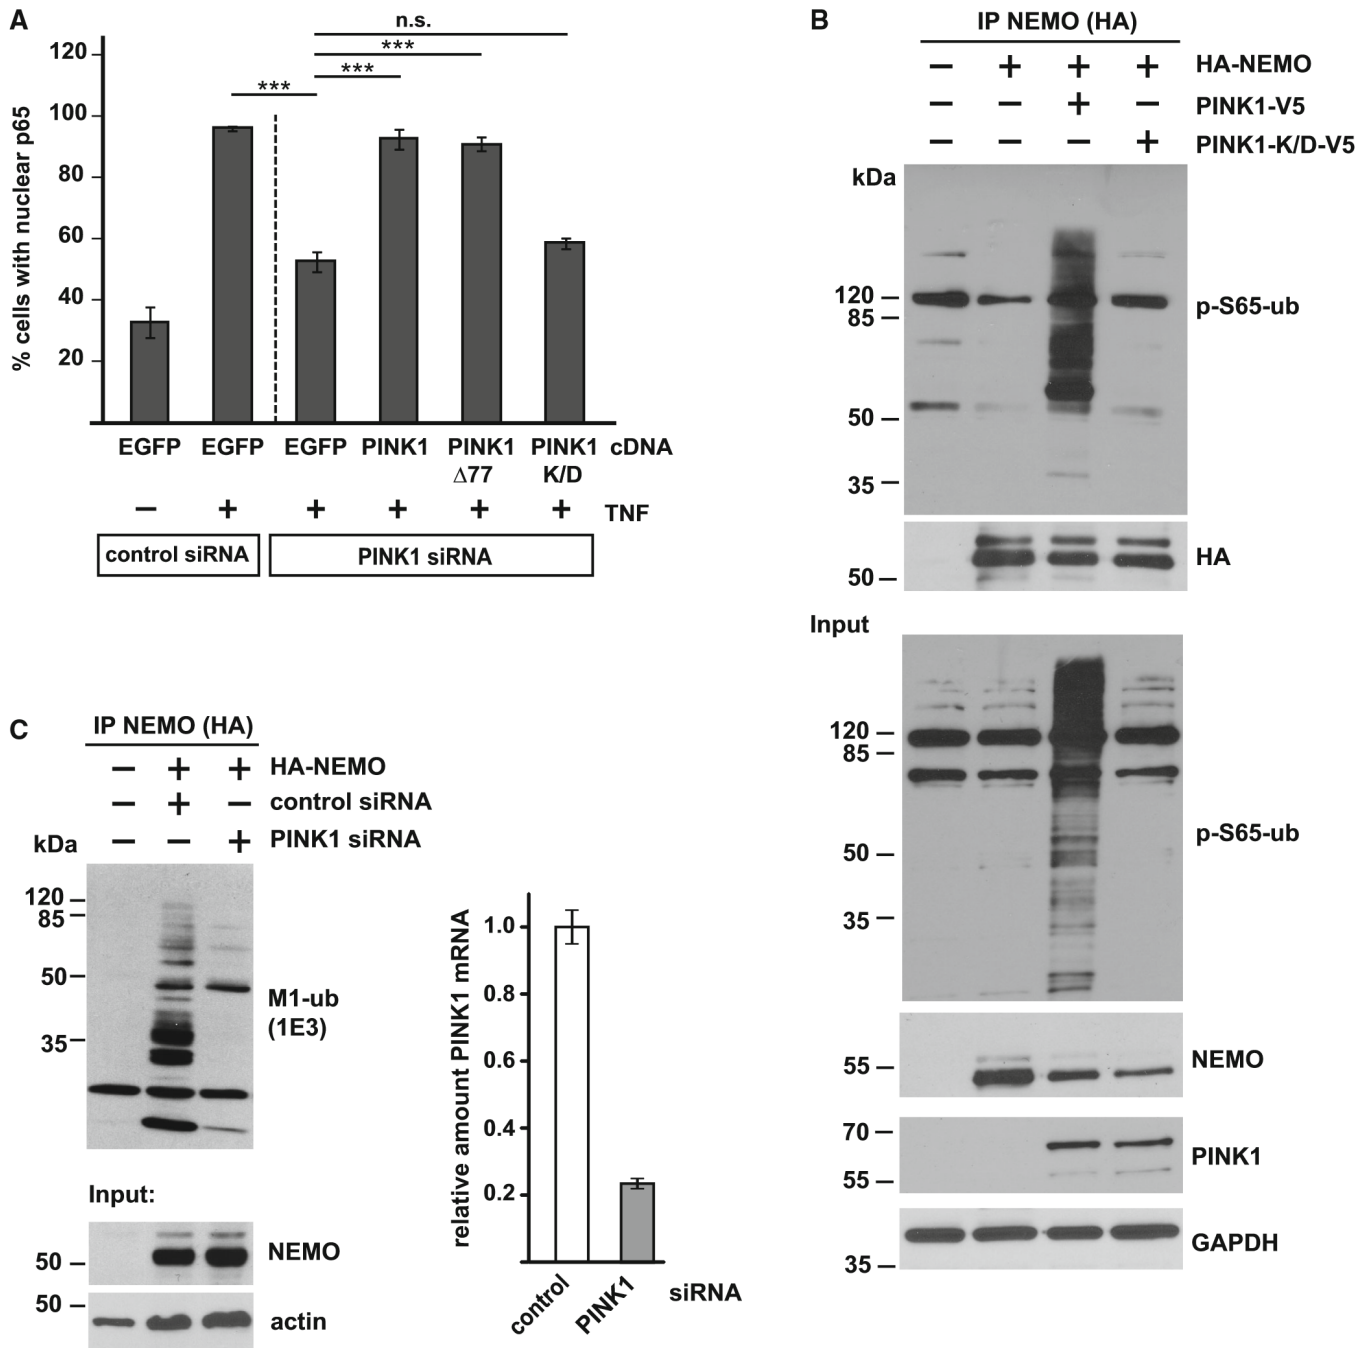 A
n.s.
***
***
***
% cells with nuclear p65
120
100
80
60
40
20
EGFP EGFP EGFP PINK1 PINK1 PINK1 cDNA
Δ77 K/D
– + + + + + TNF
control siRNA PINK1 siRNA
B
IP NEMO (HA)
– + + + HA-NEMO
– – + – PINK1-V5
– – – + PINK1-K/D-V5
kDa
120
85
50
35
p-S65-ub
50
HA
Input
120
85
50
35
p-S65-ub
55
NEMO
70
55
PINK1
35
GAPDH
C
IP NEMO (HA)
– + + HA-NEMO
– + – control siRNA
– – + PINK1 siRNA
kDa
120
85
50
35
M1-ub
(1E3)
Input:
50
NEMO
50
actin
relative amount PINK1 mRNA
1.0
0.8
0.6
0.4
0.2
control PINK1 siRNA